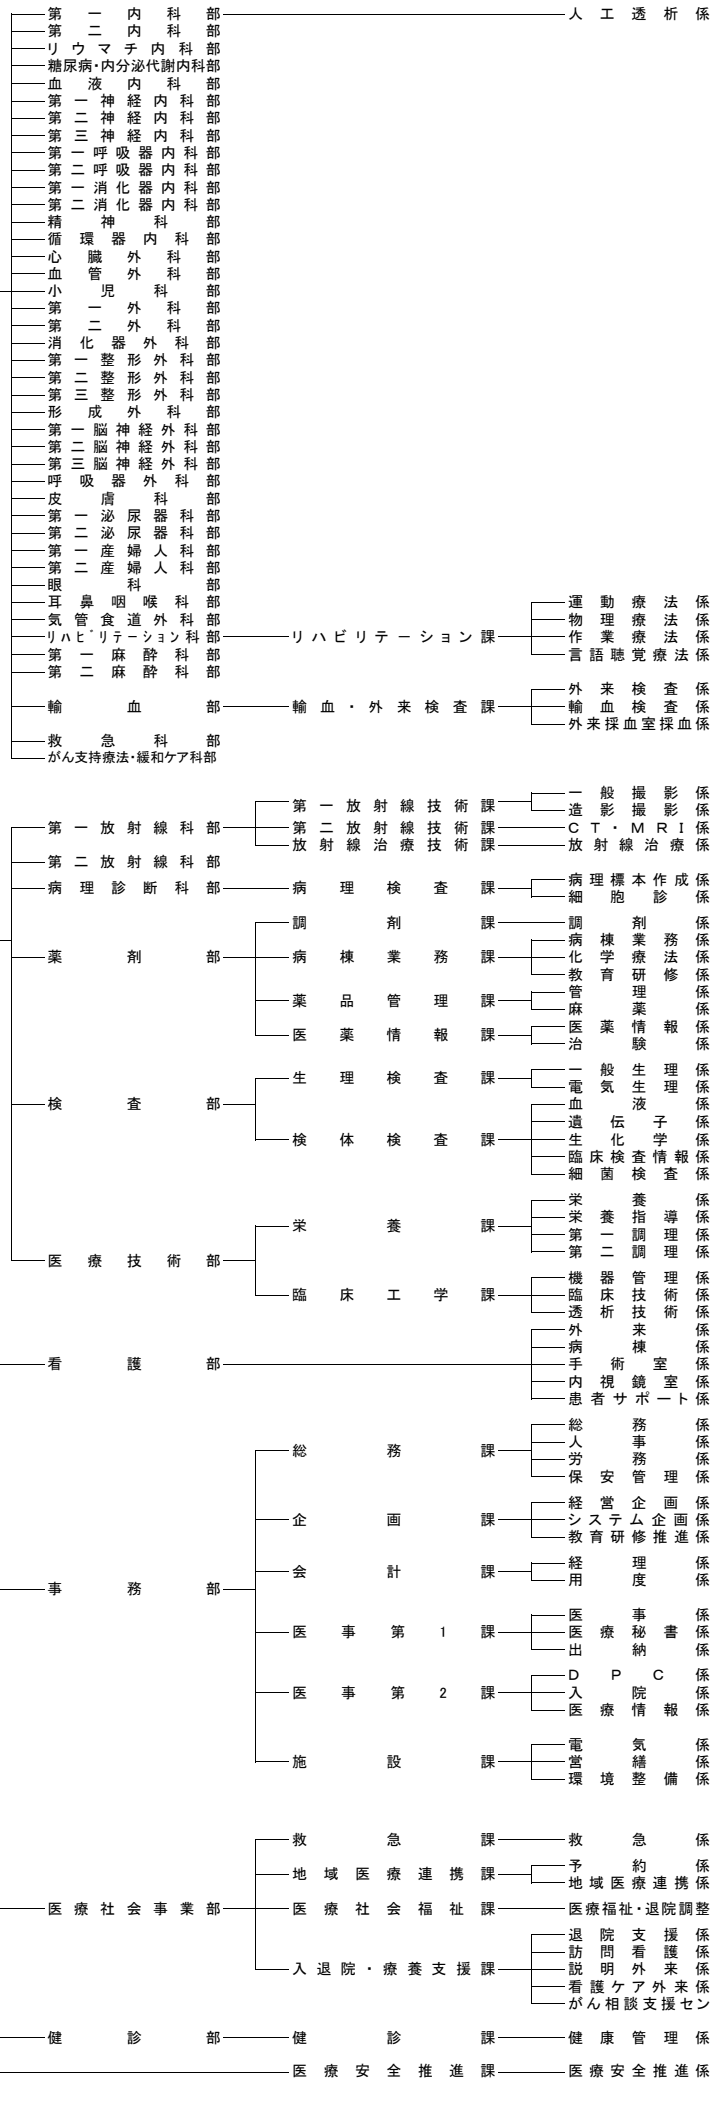 第一内科部 人工透析係
第二内科部
リウマチ内科部
糖尿病・内分泌代謝内科部
血液内科部
第一神経内科部
第二神経内科部
第三神経内科部
第一呼吸器内科部
第二呼吸器内科部
第一消化器内科部
第二消化器内科部
精神科部
循環器内科部
心臓外科部
血管外科部
小児科部
第一外科部
第二外科部
消化器外科部
第一整形外科部
第二整形外科部
第三整形外科部
形成外科部
第一脳神経外科部
第二脳神経外科部
第三脳神経外科部
呼吸器外科部
皮膚科部
第一泌尿器科部
第二泌尿器科部
第一産婦人科部
第二産婦人科部
眼科部
耳鼻咽喉科部 運動療法係
気管食道外科部 物理療法係
リハビリテーション科部 リハビリテーション課 作業療法係
第一麻酔科部 言語聴覚療法係
第二麻酔科部
外来検査係
輸血部 輸血・外来検査課 輸血検査係
外来採血室採血係
救急科部
がん支持療法・緩和ケア科部
一般撮影係
第一放射線技術課
造影撮影係
第一放射線科部 第二放射線技術課 CT・MRI係
放射線治療技術課 放射線治療係
第二放射線科部
病理標本作成係
病理診断科部 病理検査課
細胞診係
調剤課 調剤係
病棟業務係
薬剤部 病棟業務課 化学療法係
教育研修係
管理係
薬品管理課
麻薬係
医薬情報係
医薬情報課
治験係
一般生理係
生理検査課
電気生理係
検査部 血液係
遺伝子係
検体検査課 生化学係
臨床検査情報係
細菌検査係
栄養係
栄養課 栄養指導係
第一調理係
第二調理係
医療技術部
機器管理係
臨床工学課 臨床技術係
透析技術係
外来係
病棟係
看護部 手術室係
内視鏡室係
患者サポート係
総務係
人事係
総務課
労務係
保安管理係
経営企画係
企画課 システム企画係
教育研修推進係
経理係
会計課
用度係
事務部
医事係
医事第1課 医療秘書係
出納係
DPC係
医事第2課 入院係
医療情報係
電気係
施設課 営繕係
環境整備係
救急課 救急係
予約係
地域医療連携課
地域医療連携係
医療社会事業部 医療社会福祉課 医療福祉・退院調整
退院支援係
訪問看護係
入退院・療養支援課 説明外来係
看護ケア外来係
がん相談支援セン
健診部 健診課 健康管理係
医療安全推進課 医療安全推進係